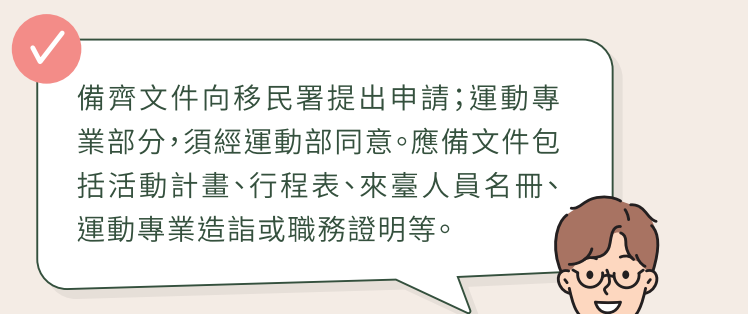 備齊文件向移民署提出申請；運動專
業部分，須經運動部同意。應備文件包
括活動計畫、行程表、來臺人員名冊、
運動專業造詣或職務證明等。